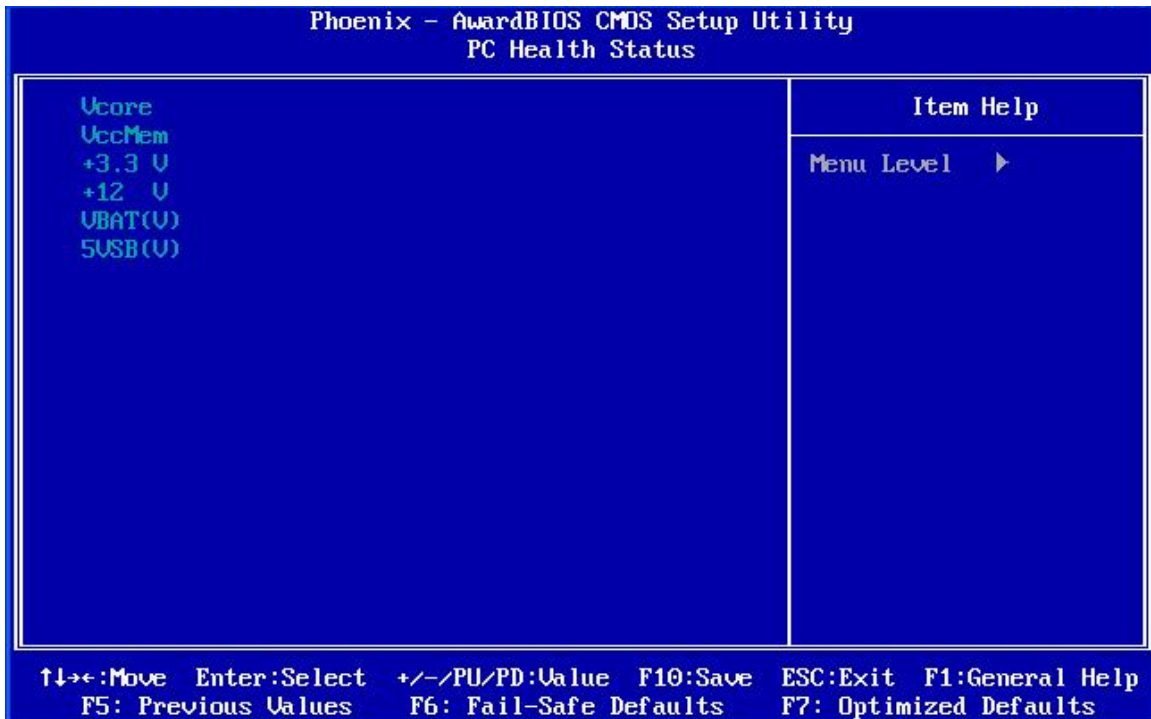 Phoenix - AwardBIOS CMOS Setup Utility
PC Health Status
Vcore
VccMem
+3.3 V
+12  V
VBAT(V)
5VSB(V)
Item Help
Menu Level ▶
↑↓→←:Move  Enter:Select  +/-/PU/PD:Value  F10:Save  ESC:Exit  F1:General Help
F5: Previous Values  F6: Fail-Safe Defaults  F7: Optimized Defaults